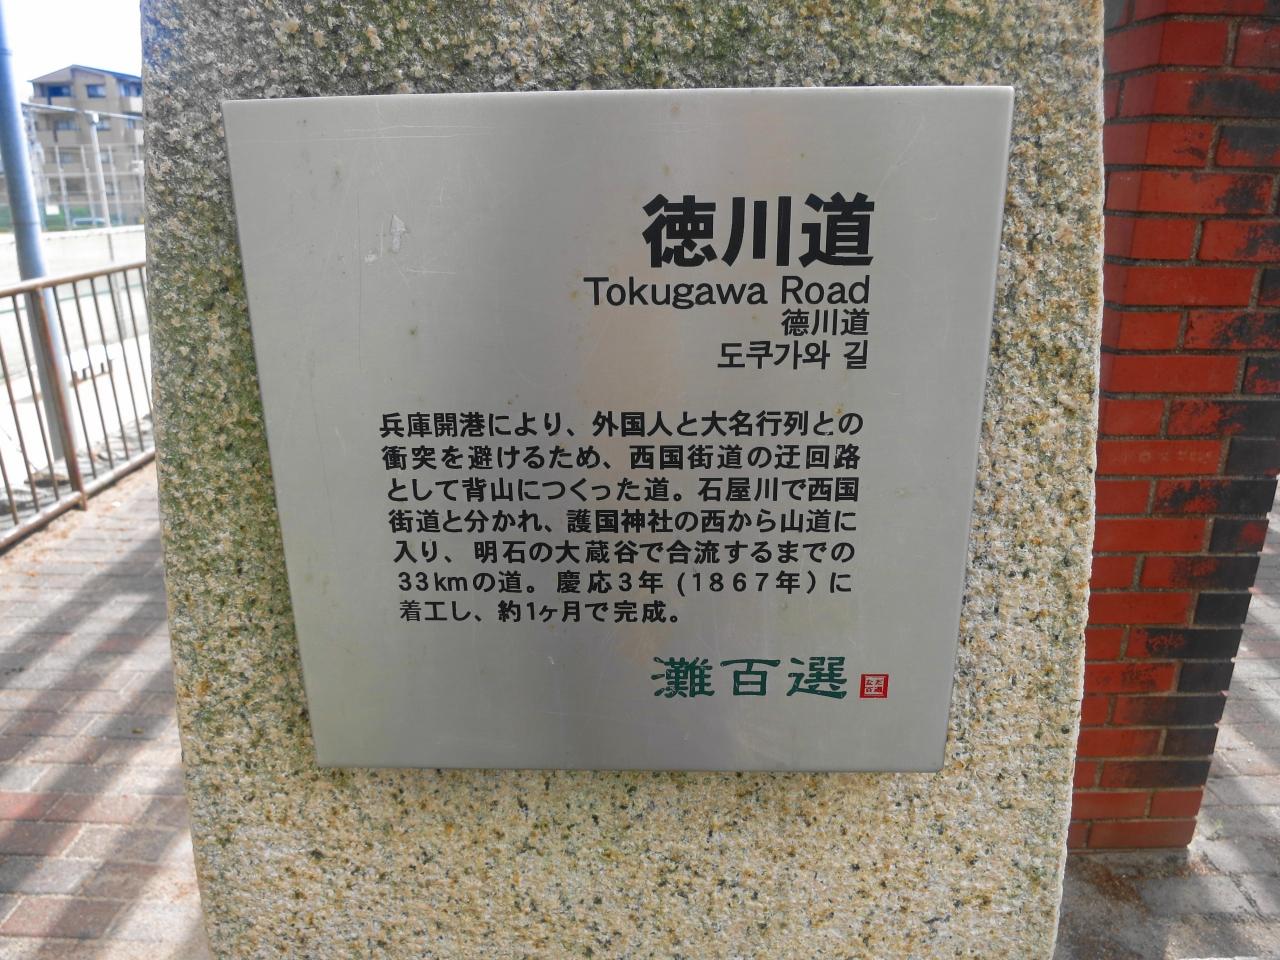 徳川道
Tokugawa Road
德川道
도쿠가와 길
兵庫開港により、外国人と大名行列との
衝突を避けるため、西国街道の迂回路
として背山につくった道。石屋川で西国
街道と分かれ、護国神社の西から山道に
入り、明石の大蔵谷で合流するまでの
33kmの道。慶応3年(1867年)に
着工し、約1ヶ月で完成。
灘百選
なだ
百選